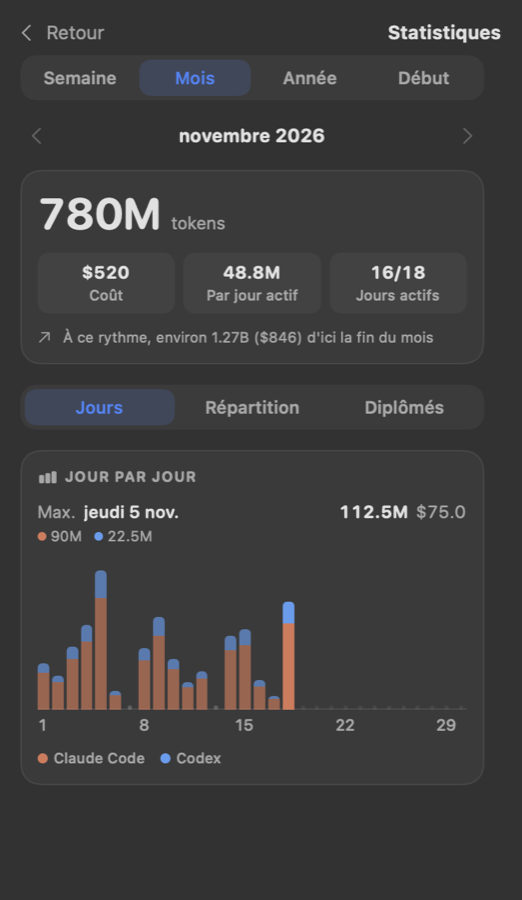 Retour
Statistiques
Semaine Mois Année Début
novembre 2026
780M tokens
$520 48.8M 16/18
Coût Par jour actif Jours actifs
À ce rythme, environ 1.27B ($846) d'ici la fin du mois
Jours Répartition Diplômés
JOUR PAR JOUR
Max. jeudi 5 nov. 112.5M $75.0
90M 22.5M
1 8 15 22 29
Claude Code Codex